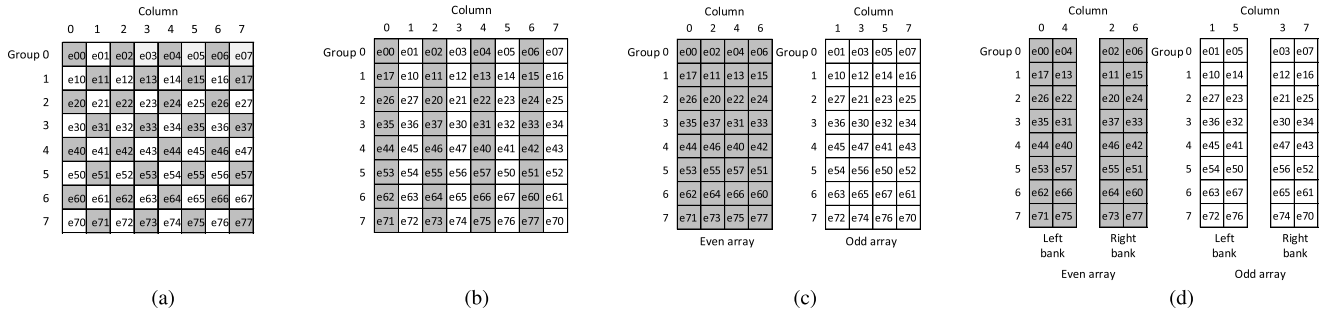 Column
0 1 2 3 4 5 6 7
Group 0 e00 e01 e02 e03 e04 e05 e06 e07
1 e10 e11 e12 e13 e14 e15 e16 e17
2 e20 e21 e22 e23 e24 e25 e26 e27
3 e30 e31 e32 e33 e34 e35 e36 e37
4 e40 e41 e42 e43 e44 e45 e46 e47
5 e50 e51 e52 e53 e54 e55 e56 e57
6 e60 e61 e62 e63 e64 e65 e66 e67
7 e70 e71 e72 e73 e74 e75 e76 e77
(a)
Column
0 1 2 3 4 5 6 7
Group 0 e00 e01 e02 e03 e04 e05 e06 e07
1 e17 e10 e11 e12 e13 e14 e15 e16
2 e26 e27 e20 e21 e22 e23 e24 e25
3 e35 e36 e37 e30 e31 e32 e33 e34
4 e44 e45 e46 e47 e40 e41 e42 e43
5 e53 e54 e55 e56 e57 e50 e51 e52
6 e62 e63 e64 e65 e66 e67 e60 e61
7 e71 e72 e73 e74 e75 e76 e77 e70
(b)
Column
0 2 4 6
Group 0 e00 e02 e04 e06
1 e17 e11 e13 e15
2 e26 e20 e22 e24
3 e35 e37 e31 e33
4 e44 e46 e40 e42
5 e53 e55 e57 e51
6 e62 e64 e66 e60
7 e71 e73 e75 e77
Even array
Column
1 3 5 7
Group 0 e01 e03 e05 e07
1 e10 e12 e14 e16
2 e27 e21 e23 e25
3 e36 e30 e32 e34
4 e45 e47 e41 e43
5 e54 e56 e50 e52
6 e63 e65 e67 e61
7 e72 e74 e76 e70
Odd array
(c)
Column
0 4 2 6
Group 0 e00 e04 e02 e06
1 e17 e13 e11 e15
2 e26 e22 e20 e24
3 e35 e31 e37 e33
4 e44 e40 e46 e42
5 e53 e57 e55 e51
6 e62 e66 e64 e60
7 e71 e75 e73 e77
Left Right
bank bank
Even array
Column
1 5 3 7
Group 0 e01 e05 e03 e07
1 e10 e14 e12 e16
2 e27 e23 e21 e25
3 e36 e32 e30 e34
4 e45 e41 e47 e43
5 e54 e50 e56 e52
6 e63 e67 e65 e61
7 e72 e76 e74 e70
Left Right
bank bank
Odd array
(d)